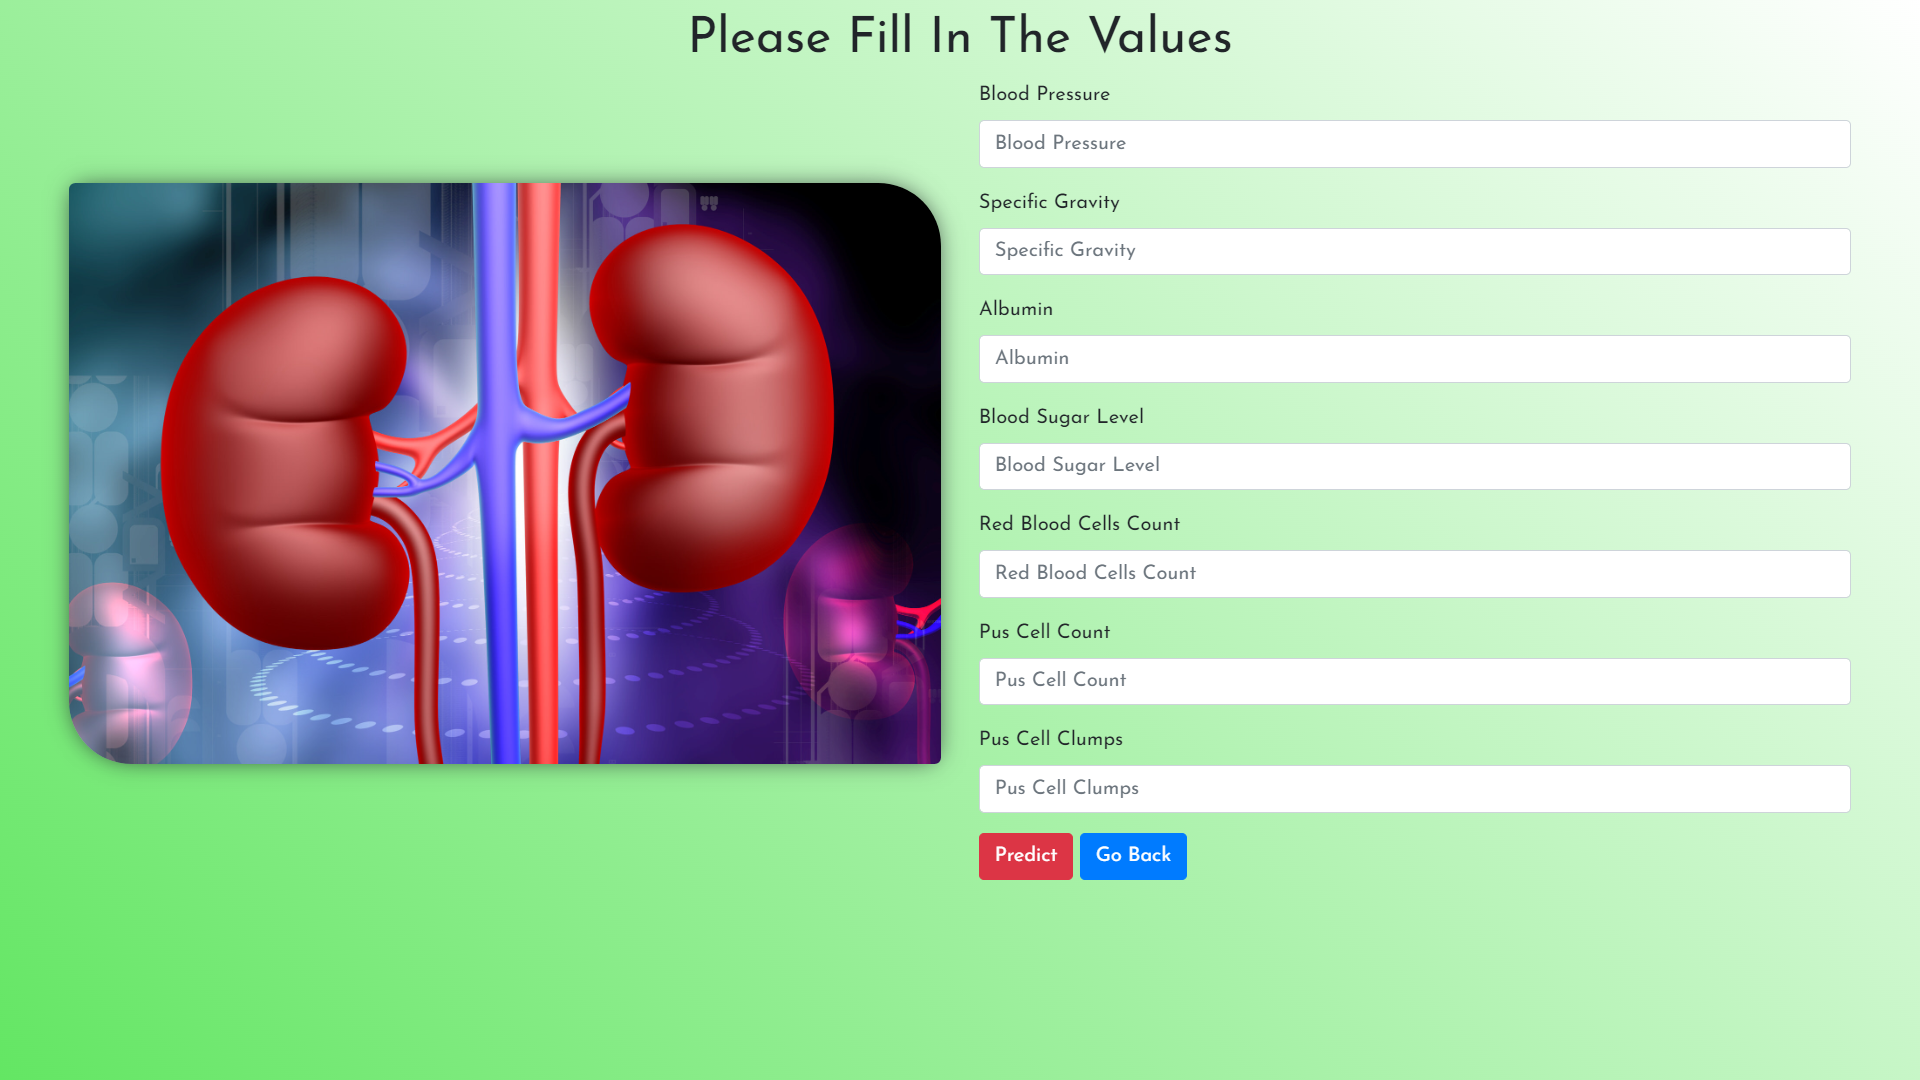 Please Fill In The Values
Blood Pressure
Blood Pressure
Specific Gravity
Specific Gravity
Albumin
Albumin
Blood Sugar Level
Blood Sugar Level
Red Blood Cells Count
Red Blood Cells Count
Pus Cell Count
Pus Cell Count
Pus Cell Clumps
Pus Cell Clumps
Predict Go Back